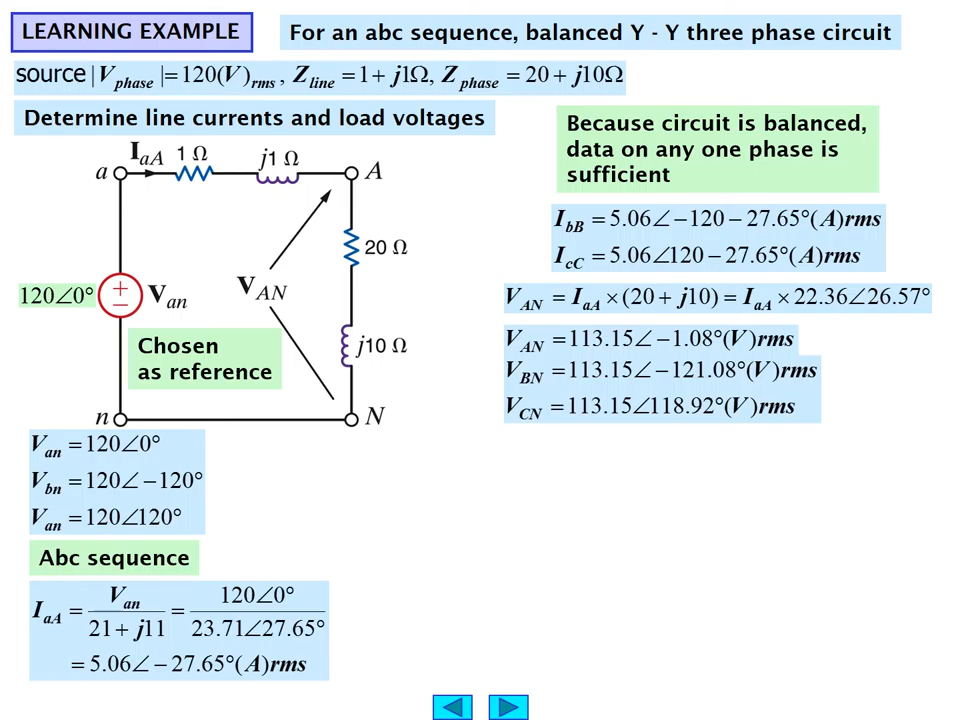 LEARNING EXAMPLE
For an abc sequence, balanced Y - Y three phase circuit
source | V_phase |= 120(V)_rms , Z_line = 1 + j1Ω, Z_phase = 20 + j10Ω
Determine line currents and load voltages
a
I_aA
1 Ω
j1 Ω
A
20 Ω
120∠0°
+
−
V_an
V_AN
j10 Ω
Chosen
as reference
n
N
V_an = 120∠0°
V_bn = 120∠ −120°
V_an = 120∠120°
Abc sequence
I_aA = V_an / 21 + j11 = 120∠0° / 23.71∠27.65°
= 5.06∠ − 27.65°(A)rms
Because circuit is balanced,
data on any one phase is
sufficient
I_bB = 5.06∠ −120 − 27.65°(A)rms
I_cC = 5.06∠120 − 27.65°(A)rms
V_AN = I_aA × (20 + j10) = I_aA × 22.36∠26.57°
V_AN = 113.15∠ −1.08°(V)rms
V_BN = 113.15∠ −121.08°(V)rms
V_CN = 113.15∠118.92°(V)rms